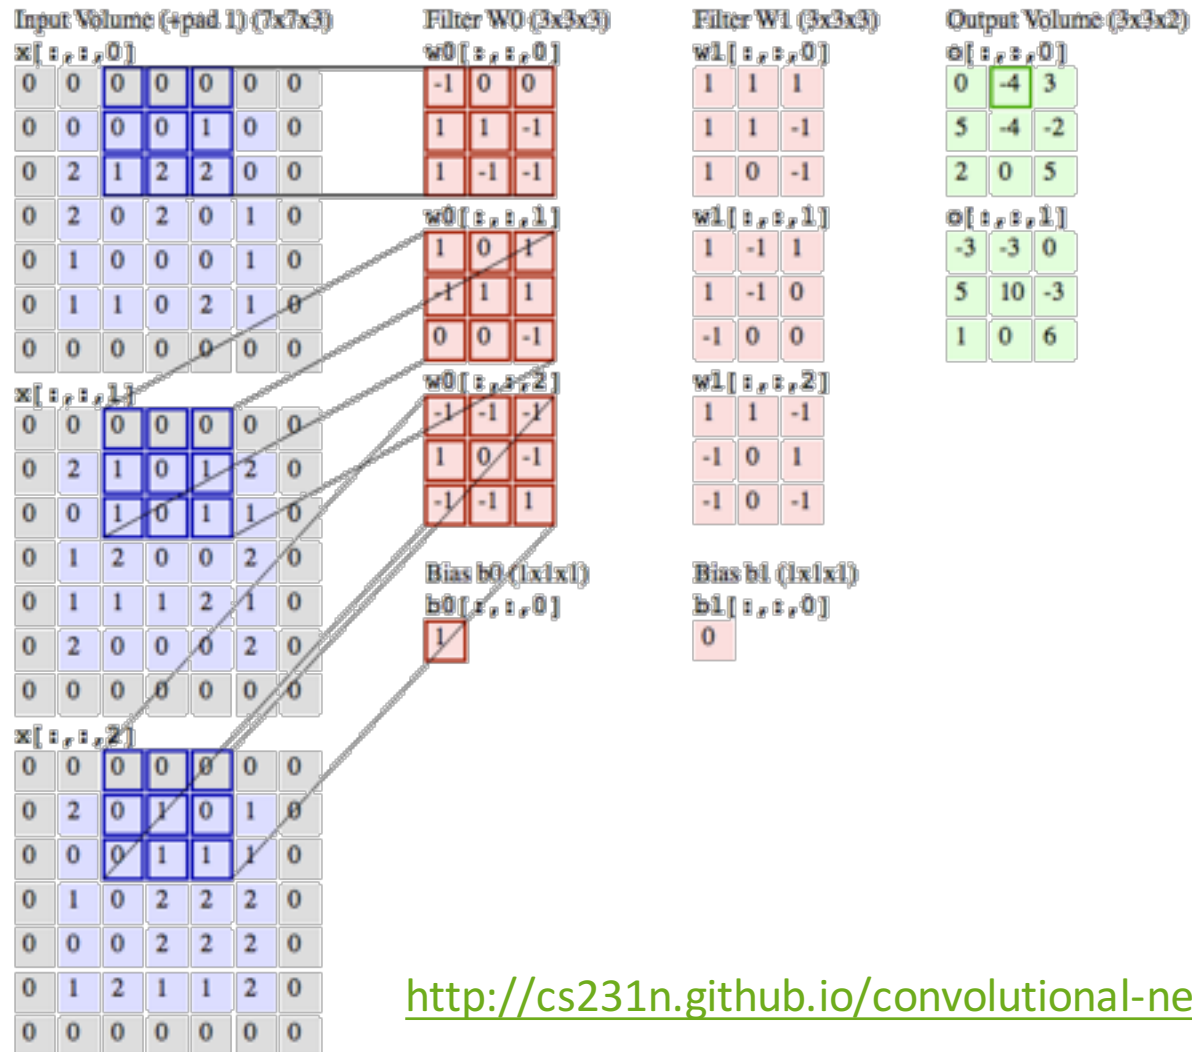 Input Volume (+pad 1) (7x7x3) Filter W0 (3x3x3) Filter W1 (3x3x3) Output Volume (3x3x2)
x[:,:,0] w0[:,:,0] w1[:,:,0] o[:,:,0]
0 0 0 0 0 0 0 -1 0 0 1 1 1 0 -4 3
0 0 0 0 1 0 0 1 1 -1 1 1 -1 5 -4 -2
0 2 1 2 2 0 0 1 -1 -1 1 0 -1 2 0 5
0 2 0 2 0 1 0 w0[:,:,1] w1[:,:,1] o[:,:,1]
0 1 0 0 0 1 0 1 0 1 1 -1 1 -3 -3 0
0 1 1 0 2 1 0 -1 1 1 1 -1 0 5 10 -3
0 0 0 0 0 0 0 0 0 -1 -1 0 0 1 0 6
x[:,:,1] w0[:,:,2] w1[:,:,2]
0 0 0 0 0 0 0 -1 -1 -1 1 1 -1
0 2 1 0 1 2 0 1 0 -1 -1 0 1
0 0 1 0 1 1 0 -1 -1 1 -1 0 -1
0 1 2 0 0 2 0 Bias b0 (1x1x1) Bias b1 (1x1x1)
0 1 1 1 2 1 0 b0[:,:,0] b1[:,:,0]
0 2 0 0 0 2 0 1 0
0 0 0 0 0 0 0
x[:,:,2]
0 0 0 0 0 0 0
0 2 0 1 0 1 0
0 0 0 1 1 1 0
0 1 0 2 2 2 0
0 0 0 2 2 2 0
0 1 2 1 1 2 0
http://cs231n.github.io/convolutional-ne
0 0 0 0 0 0 0